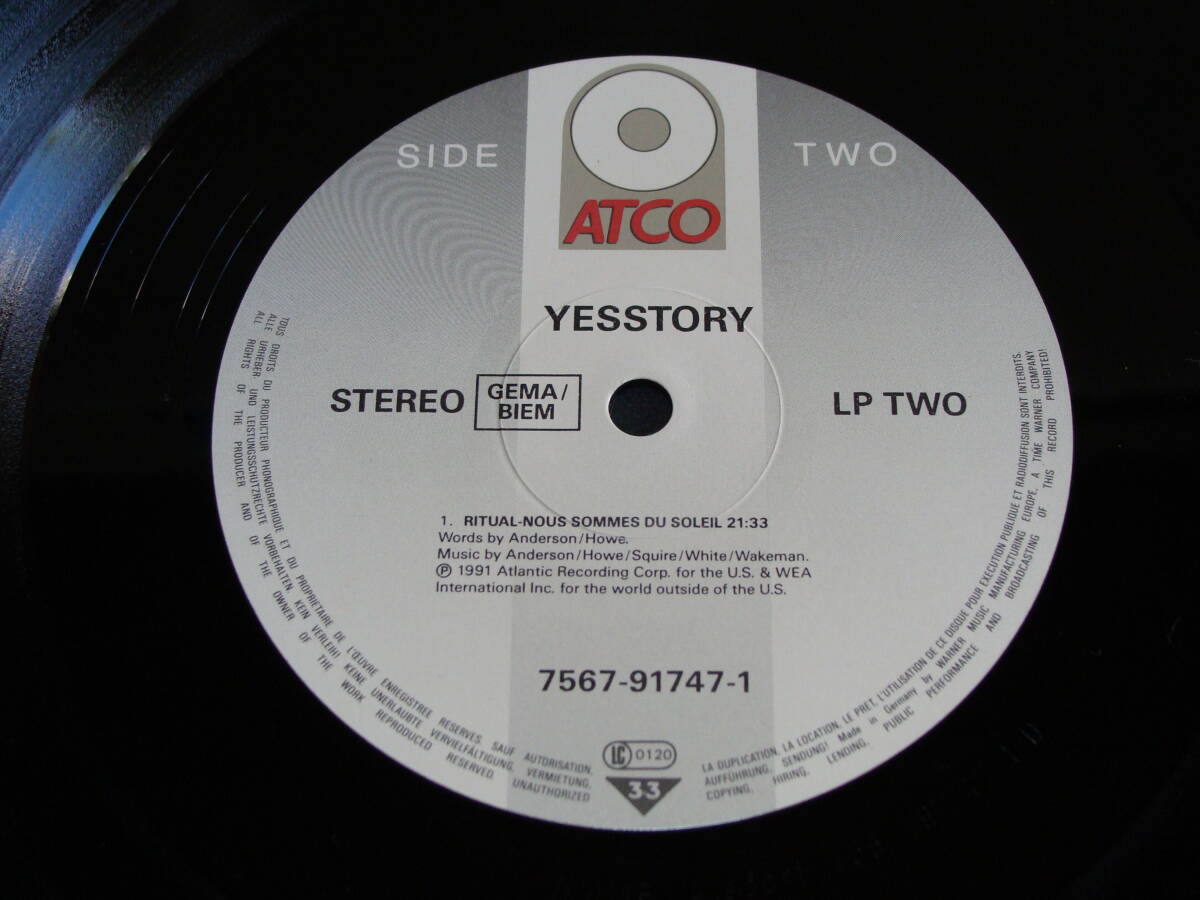 SIDE TWO
ATCO
YESSTORY
STEREO GEMA/ BIEM LP TWO
1. RITUAL-NOUS SOMMES DU SOLEIL 21:33
Words by Anderson/Howe.
Music by Anderson/Howe/Squire/White/Wakeman.
Ⓟ 1991 Atlantic Recording Corp. for the U.S. & WEA
International Inc. for the world outside of the U.S.
7567-91747-1
LC 0120
33
TOUS DROITS DU PRODUCTEUR PHONOGRAPHIQUE ET DU PROPRIETAIRE DE L'ŒUVRE ENREGISTREE RESERVES. SAUF AUTORISATION,
LA DUPLICATION, LA LOCATION, LE PRET, L'UTILISATION DE CE DISQUE POUR EXECUTION PUBLIQUE ET RADIODIFFUSION SONT INTERDITS.
ALLE URHEBER UND LEISTUNGSSCHUTZRECHTE VORBEHALTEN. KEIN VERLEIH! KEINE UNERLAUBTE VERVIELFÄLTIGUNG, VERMIETUNG,
AUFFÜHRUNG, SENDUNG! Made in Germany by WARNER MUSIC MANUFACTURING EUROPE. A TIME WARNER COMPANY
ALL RIGHTS OF THE PRODUCER AND OF THE OWNER OF THE WORK REPRODUCED RESERVED. UNAUTHORIZED
COPYING, HIRING, LENDING, PUBLIC PERFORMANCE AND BROADCASTING OF THIS RECORD PROHIBITED!